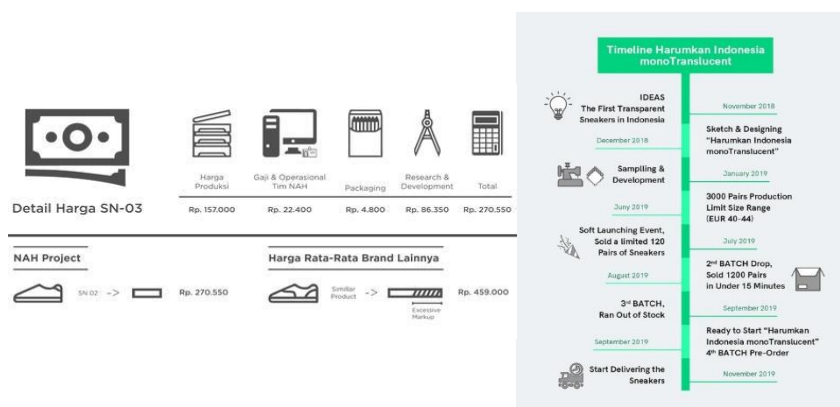 Harga
Produksi
Gaji & Operasional
Tim NAH
Packaging
Research &
Development
Total
Detail Harga SN-03
Rp. 157.000
Rp. 22.400
Rp. 4.800
Rp. 86.350
Rp. 270.550
NAH Project
SN 02 ->
Rp. 270.550
Harga Rata-Rata Brand Lainnya
Simillar
Product
->
Rp. 459.000
Excessive
Markup
Timeline Harumkan Indonesia
monoTranslucent
IDEAS
The First Transparent
Sneakers in Indonesia
November 2018
December 2018
Sketch & Designing
"Harumkan Indonesia
monoTranslucent"
Sampling &
Development
January 2019
Juny 2019
3000 Pairs Production
Limit Size Range
(EUR 40-44)
Soft Launching Event,
Sold a limited 120
Pairs of Sneakers
July 2019
August 2019
2nd BATCH Drop,
Sold 1200 Pairs
in Under 15 Minutes
3rd BATCH,
Ran Out of Stock
September 2019
September 2019
Ready to Start "Harumkan
Indonesia monoTranslucent"
4th BATCH Pre-Order
Start Delivering the
Sneakers
November 2019